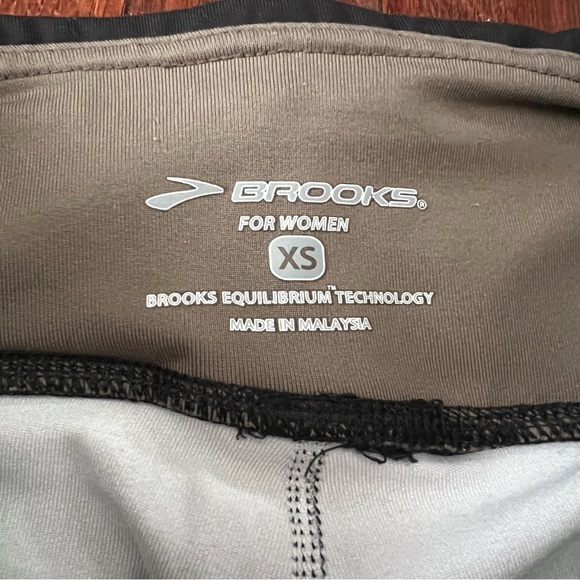 BROOKS®
FOR WOMEN
XS
BROOKS EQUILIBRIUM™ TECHNOLOGY
MADE IN MALAYSIA